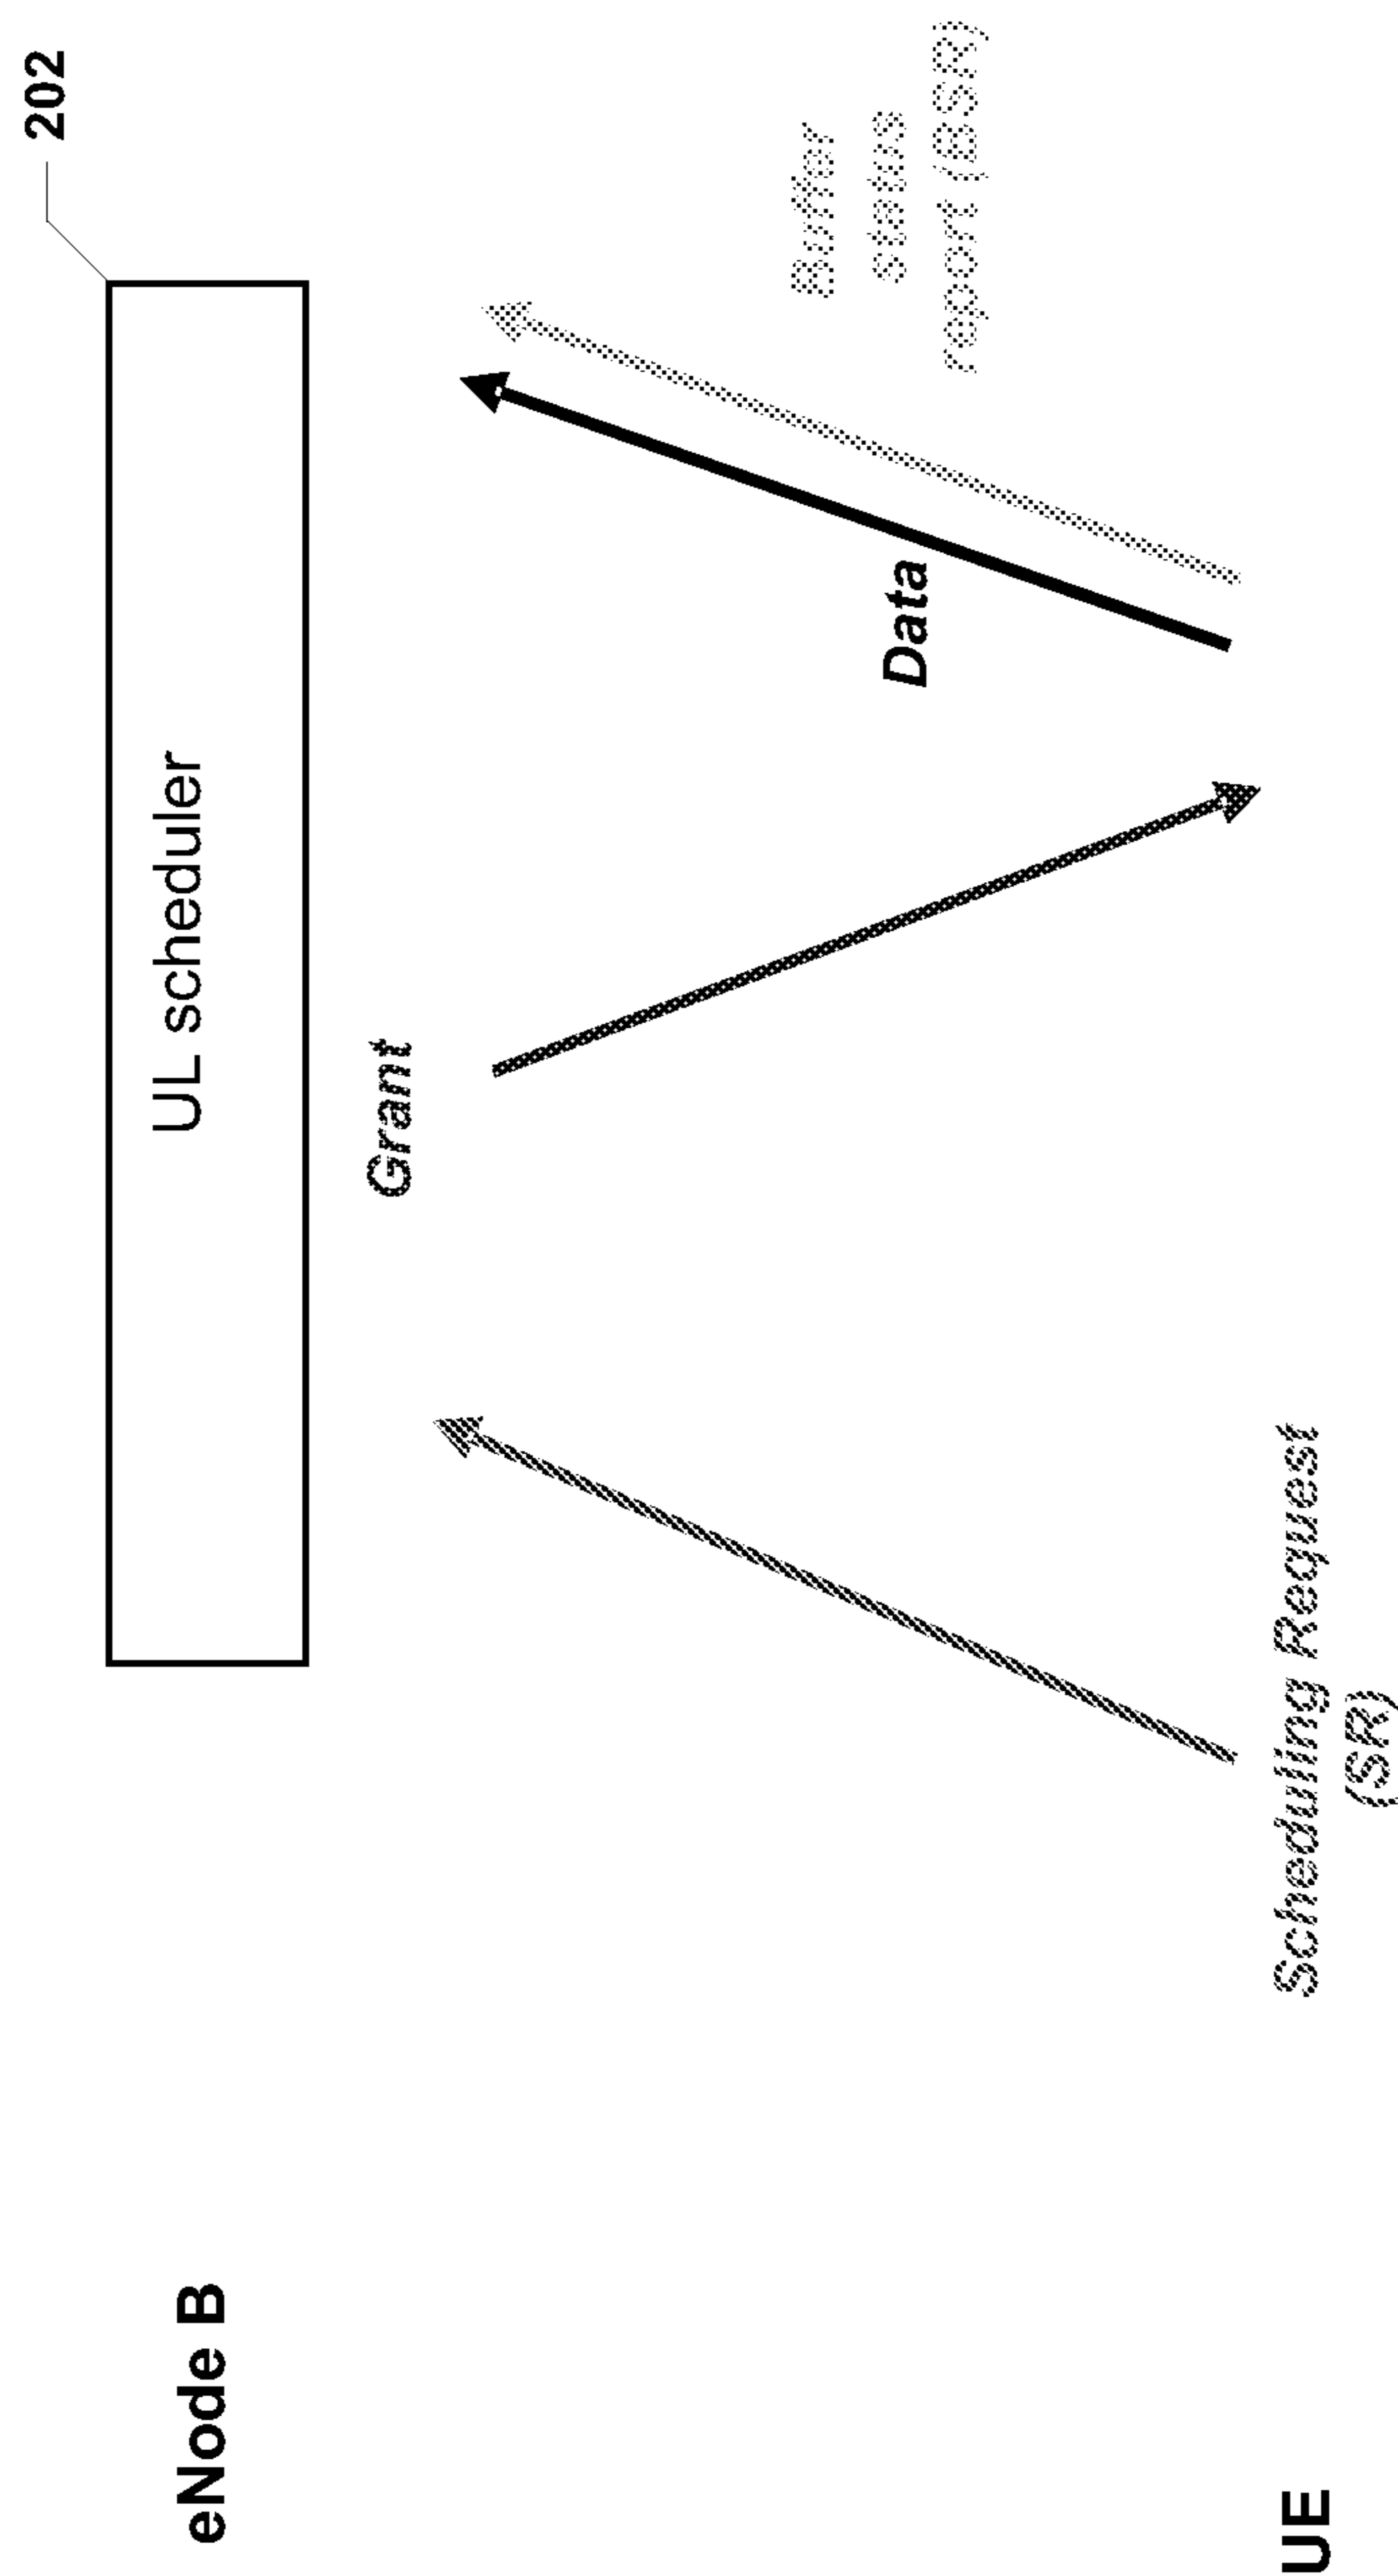 202
UL scheduler
eNode B
Grant
Buffer
status
report (BSR)
Data
Scheduling Request
(SR)
UE